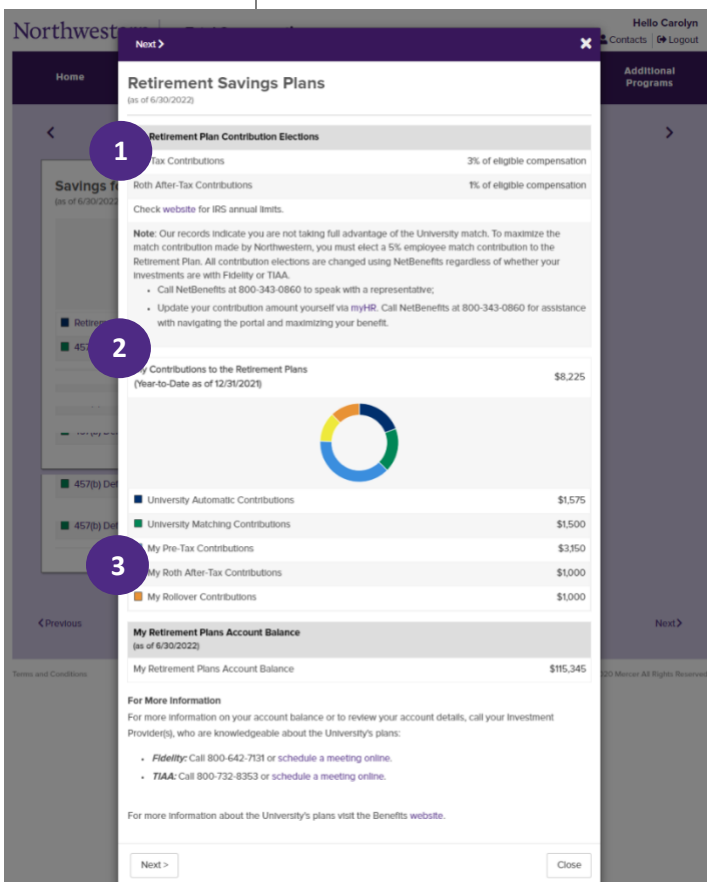 Northwest
Hello Carolyn
Contacts Logout
Next
Home
Additional
Programs
Retirement Savings Plans
(as of 6/30/2022)
1
Retirement Plan Contribution Elections
Tax Contributions 3% of eligible compensation
Savings f
(as of 6/30/2022
Roth After-Tax Contributions 1% of eligible compensation
Check website for IRS annual limits.
Note: Our records indicate you are not taking full advantage of the University match. To maximize the
match contribution made by Northwestern, you must elect a 5% employee match contribution to the
Retirement Plan. All contribution elections are changed using NetBenefits regardless of whether your
investments are with Fidelity or TIAA.
• Call NetBenefits at 800-343-0860 to speak with a representative;
• Update your contribution amount yourself via myHR. Call NetBenefits at 800-343-0860 for assistance
with navigating the portal and maximizing your benefit.
Retirem
457
2
My Contributions to the Retirement Plans
(Year-to-Date as of 12/31/2021)
$8,225
457(b) Def
457(b) Def
University Automatic Contributions $1,575
University Matching Contributions $1,500
3
My Pre-Tax Contributions $3,150
My Roth After-Tax Contributions $1,000
My Rollover Contributions $1,000
< Previous
Next >
My Retirement Plans Account Balance
(as of 6/30/2022)
My Retirement Plans Account Balance $115,345
Terms and Conditions
2020 Mercer All Rights Reserved
For More Information
For more information on your account balance or to review your account details, call your Investment
Provider(s), who are knowledgeable about the University's plans:
• Fidelity: Call 800-642-7131 or schedule a meeting online.
• TIAA: Call 800-732-8353 or schedule a meeting online.
For more information about the University's plans visit the Benefits website.
Next >
Close